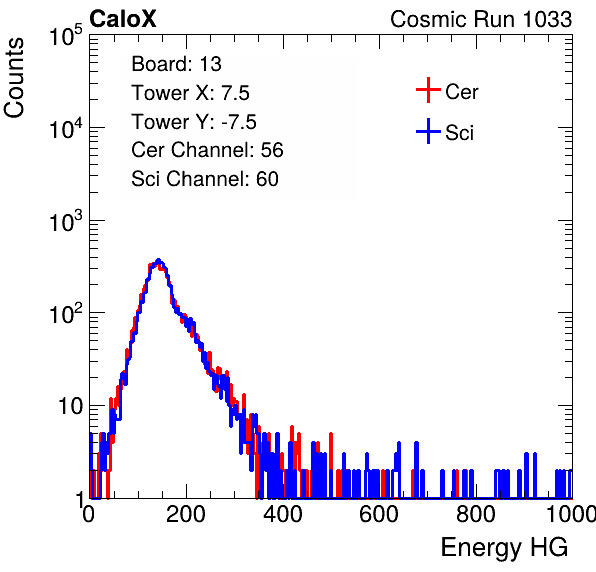 CaloX Cosmic Run 1033
Counts
10^5
10^4
10^3
10^2
10
1
Board: 13
Tower X: 7.5
Tower Y: -7.5
Cer Channel: 56
Sci Channel: 60
Cer
Sci
0 200 400 600 800 1000
Energy HG